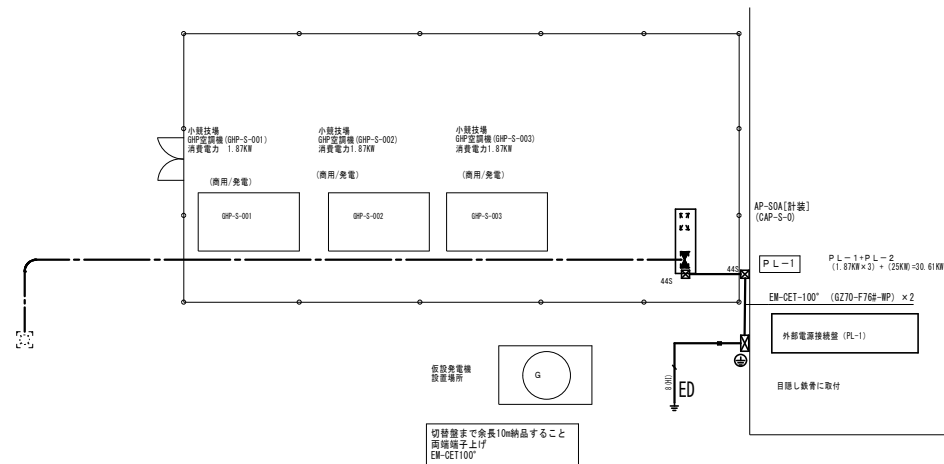 小競技場
GHP空調機(GHP-S-001)
消費電力 1.87KW
(商用/発電)
小競技場
GHP空調機(GHP-S-002)
消費電力1.87KW
(商用/発電)
小競技場
GHP空調機(GHP-S-003)
消費電力1.87KW
(商用/発電)
GHP-S-001
GHP-S-002
GHP-S-003
AP-SOA[計装]
(CAP-S-O)
44S
44S
PL-1
PL-1+PL-2
(1.87KW×3) + (25KW)=30.61KW
EM-CET-100° (GZ70-F76#-WP) ×2
外部電源接続盤 (PL-1)
目隠し鉄骨に取付
ED
仮設発電機
設置場所
G
切替盤まで余長10m納品すること
両端端子上げ
EM-CET100°